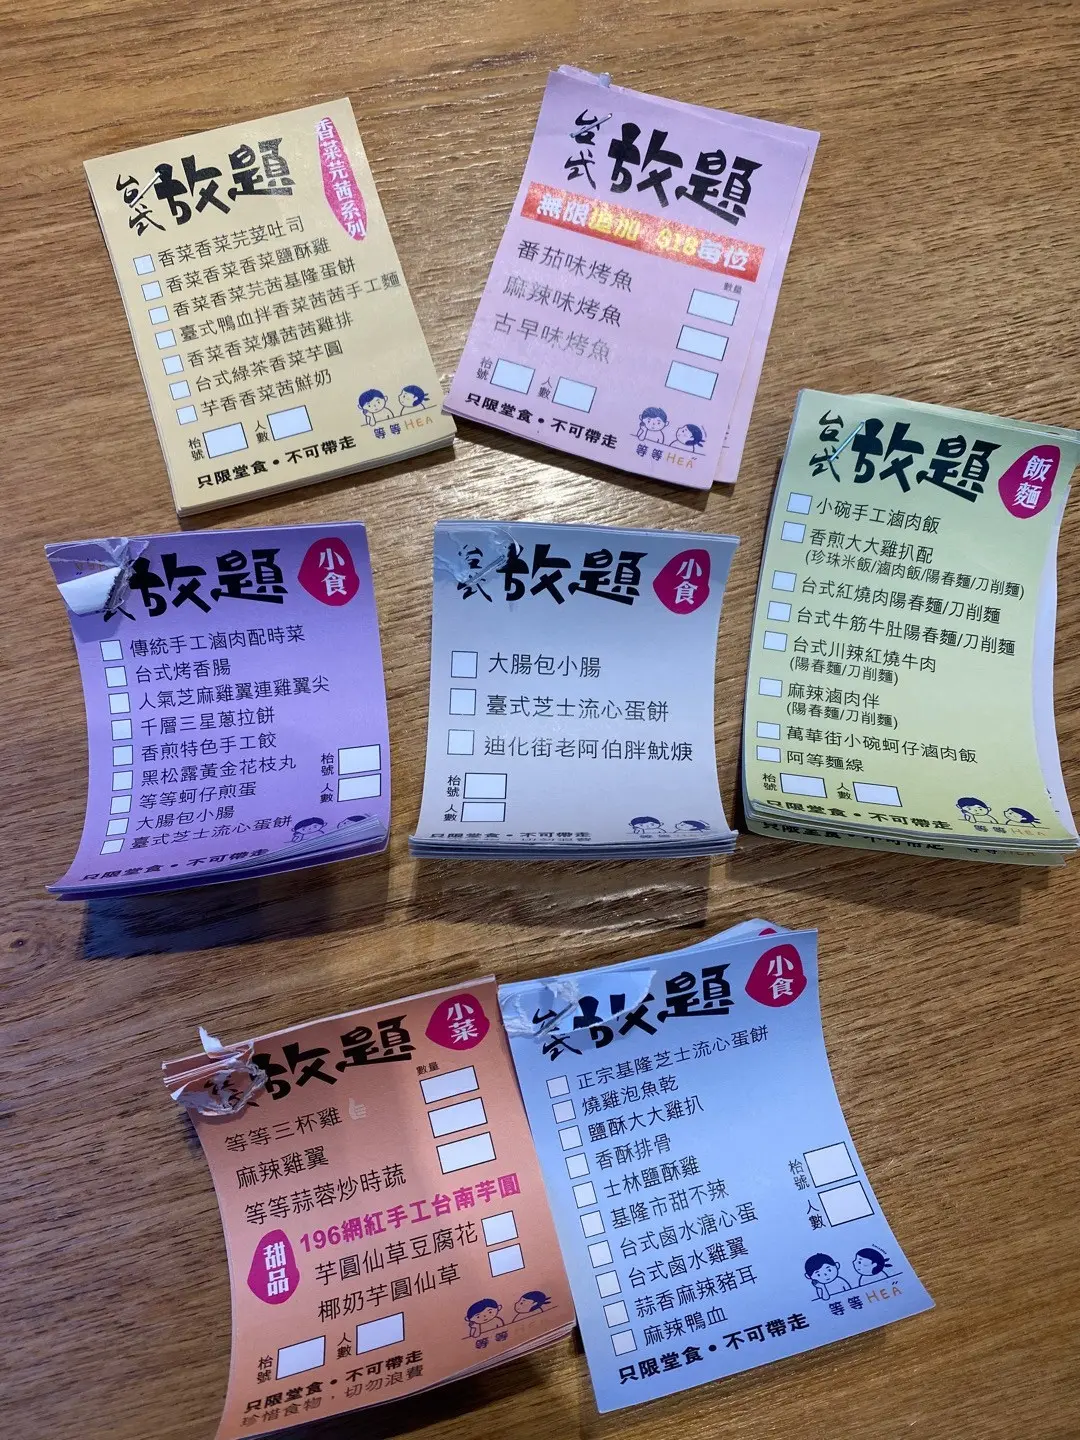 台式放題
香菜芫茜系列
香菜香菜芫荽吐司
香菜香菜香菜鹽酥雞
香菜香菜芫茜基隆蛋餅
臺式鴨血拌香菜茜茜手工麵
香菜香菜爆茜茜雞排
台式綠茶香菜芋圓
芋香香菜茜鮮奶
枱號
人數
只限堂食•不可帶走
等等HEA
台式放題
無限追加 $18每位
數量
番茄味烤魚
麻辣味烤魚
古早味烤魚
枱號
人數
只限堂食•不可帶走
等等HEA
台式放題
飯麵
小碗手工滷肉飯
香煎大大雞扒配
(珍珠米飯/滷肉飯/陽春麵/刀削麵)
台式紅燒肉陽春麵/刀削麵
台式牛筋牛肚陽春麵/刀削麵
台式川辣紅燒牛肉
(陽春麵/刀削麵)
麻辣滷肉伴
(陽春麵/刀削麵)
萬華街小碗蚵仔滷肉飯
阿等麵線
枱號
人數
只限堂食•不可帶走
等等HEA
式放題
小食
傳統手工滷肉配時菜
台式烤香腸
人氣芝麻雞翼連雞翼尖
千層三星蔥拉餅
香煎特色手工餃
黑松露黃金花枝丸
等等蚵仔煎蛋
大腸包小腸
臺式芝士流心蛋餅
枱號
人數
只限堂食•不可帶走
台式放題
小食
大腸包小腸
臺式芝士流心蛋餅
迪化街老阿伯胖魷焿
枱號
人數
只限堂食•不可帶走
放題
小菜
數量
等等三杯雞
麻辣雞翼
等等蒜蓉炒時蔬
196網紅手工台南芋圓
甜品
芋圓仙草豆腐花
椰奶芋圓仙草
枱號
人數
只限堂食•不可帶走
珍惜食物，切勿浪費
等等HEA
台式放題
小食
正宗基隆芝士流心蛋餅
燒雞泡魚乾
鹽酥大大雞扒
香酥排骨
士林鹽酥雞
基隆市甜不辣
台式鹵水溏心蛋
台式鹵水雞翼
蒜香麻辣豬耳
麻辣鴨血
枱號
人數
只限堂食•不可帶走
等等HEA